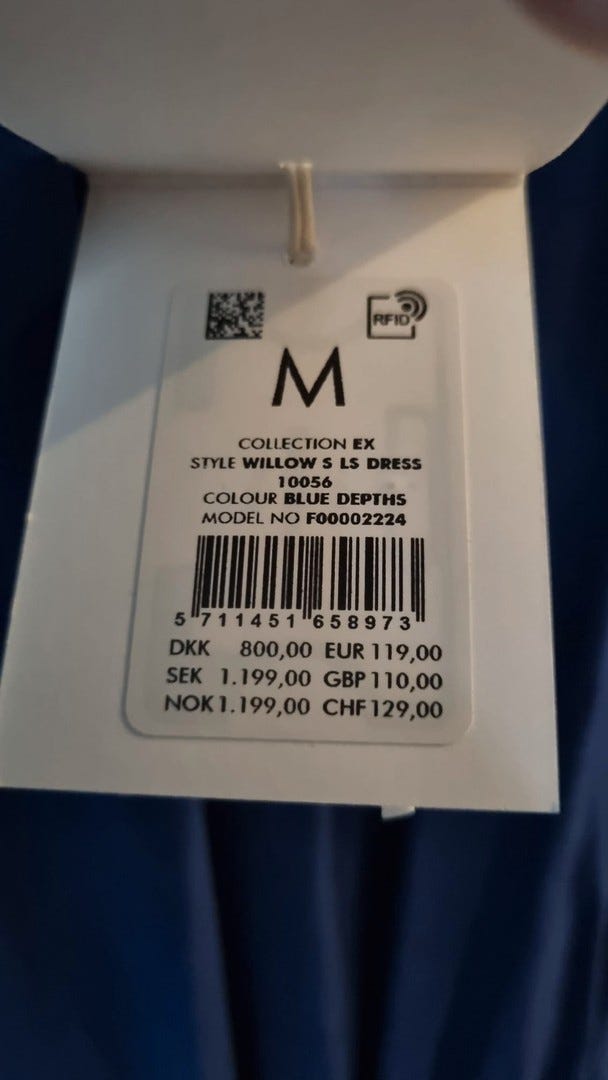 RFID
M
COLLECTION EX
STYLE WILLOW S LS DRESS
10056
COLOUR BLUE DEPTHS
MODEL NO F00002224
5 711451 658973
DKK 800,00 EUR 119,00
SEK 1.199,00 GBP 110,00
NOK 1.199,00 CHF 129,00